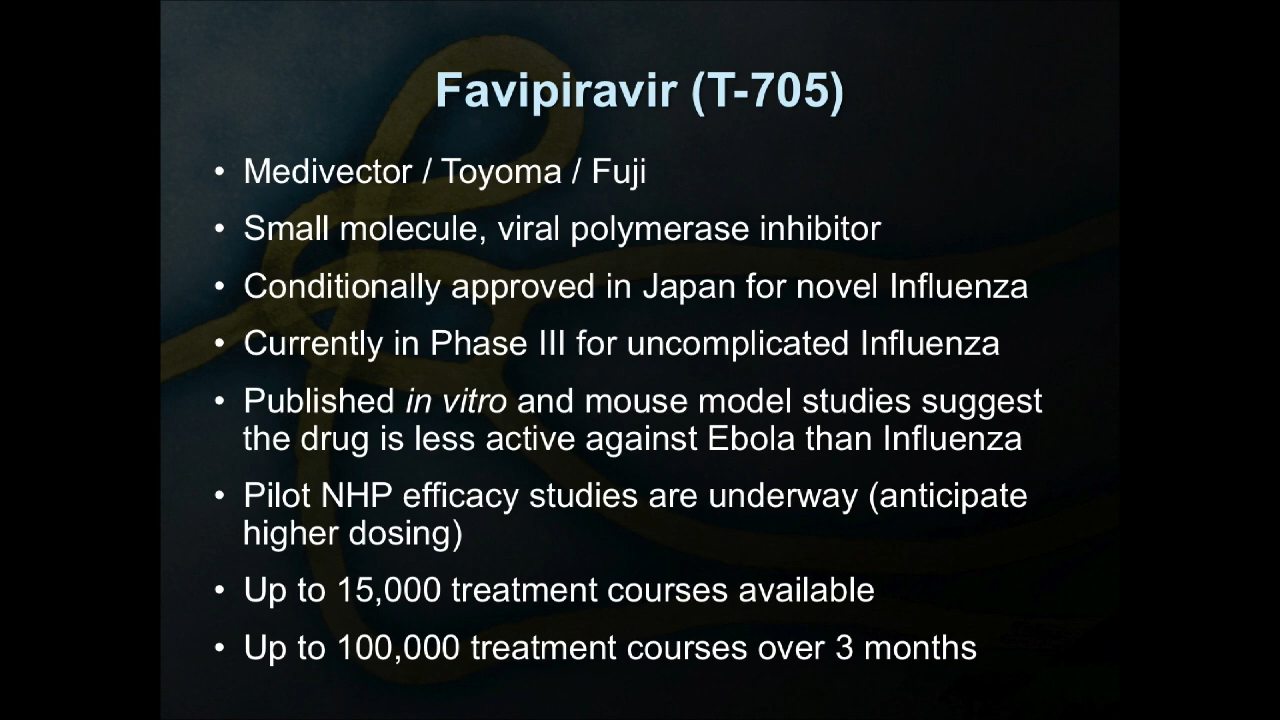 Favipiravir (T-705)
• Medivector / Toyoma / Fuji
• Small molecule, viral polymerase inhibitor
• Conditionally approved in Japan for novel Influenza
• Currently in Phase III for uncomplicated Influenza
• Published in vitro and mouse model studies suggest
the drug is less active against Ebola than Influenza
• Pilot NHP efficacy studies are underway (anticipate
higher dosing)
• Up to 15,000 treatment courses available
• Up to 100,000 treatment courses over 3 months